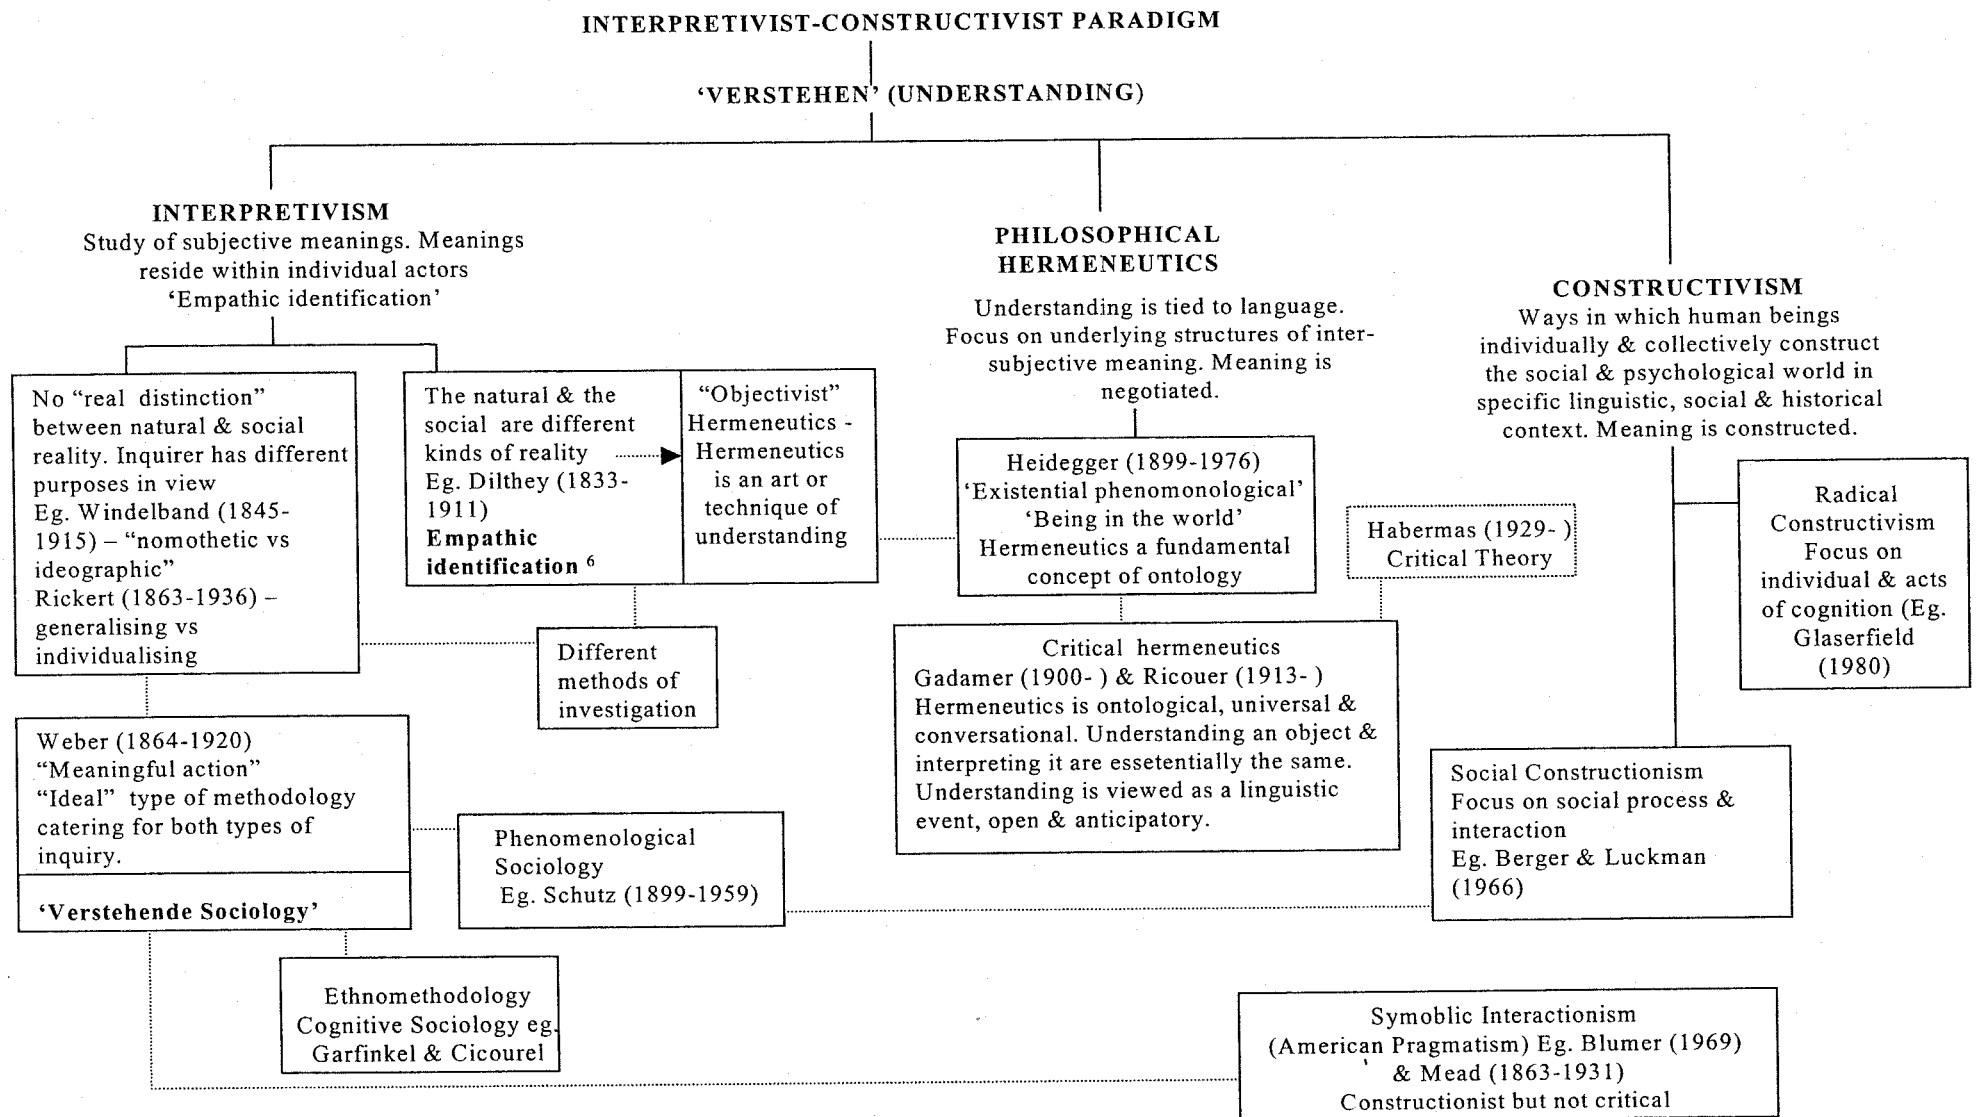 INTERPRETIVIST-CONSTRUCTIVIST PARADIGM
‘VERSTEHEN’ (UNDERSTANDING)
INTERPRETIVISM
Study of subjective meanings. Meanings
reside within individual actors
‘Empathic identification’
No “real distinction”
between natural & social
reality. Inquirer has different
purposes in view
Eg. Windelband (1845-
1915) – “nomothetic vs
ideographic”
Rickert (1863-1936) –
generalising vs
individualising
The natural & the
social are different
kinds of reality
Eg. Dilthey (1833-
1911)
Empathic
identification 6
“Objectivist”
Hermeneutics -
Hermeneutics
is an art or
technique of
understanding
Different
methods of
investigation
Weber (1864-1920)
“Meaningful action”
“Ideal” type of methodology
catering for both types of
inquiry.
‘Verstehende Sociology’
Phenomenological
Sociology
Eg. Schutz (1899-1959)
Ethnomethodology
Cognitive Sociology eg.
Garfinkel & Cicourel
PHILOSOPHICAL
HERMENEUTICS
Understanding is tied to language.
Focus on underlying structures of inter-
subjective meaning. Meaning is
negotiated.
Heidegger (1899-1976)
‘Existential phenomonological’
‘Being in the world’
Hermeneutics a fundamental
concept of ontology
Habermas (1929- )
Critical Theory
Critical hermeneutics
Gadamer (1900- ) & Ricouer (1913- )
Hermeneutics is ontological, universal &
conversational. Understanding an object &
interpreting it are essetentially the same.
Understanding is viewed as a linguistic
event, open & anticipatory.
CONSTRUCTIVISM
Ways in which human beings
individually & collectively construct
the social & psychological world in
specific linguistic, social & historical
context. Meaning is constructed.
Radical
Constructivism
Focus on
individual & acts
of cognition (Eg.
Glaserfield
(1980)
Social Constructionism
Focus on social process &
interaction
Eg. Berger & Luckman
(1966)
Symoblic Interactionism
(American Pragmatism) Eg. Blumer (1969)
& Mead (1863-1931)
Constructionist but not critical